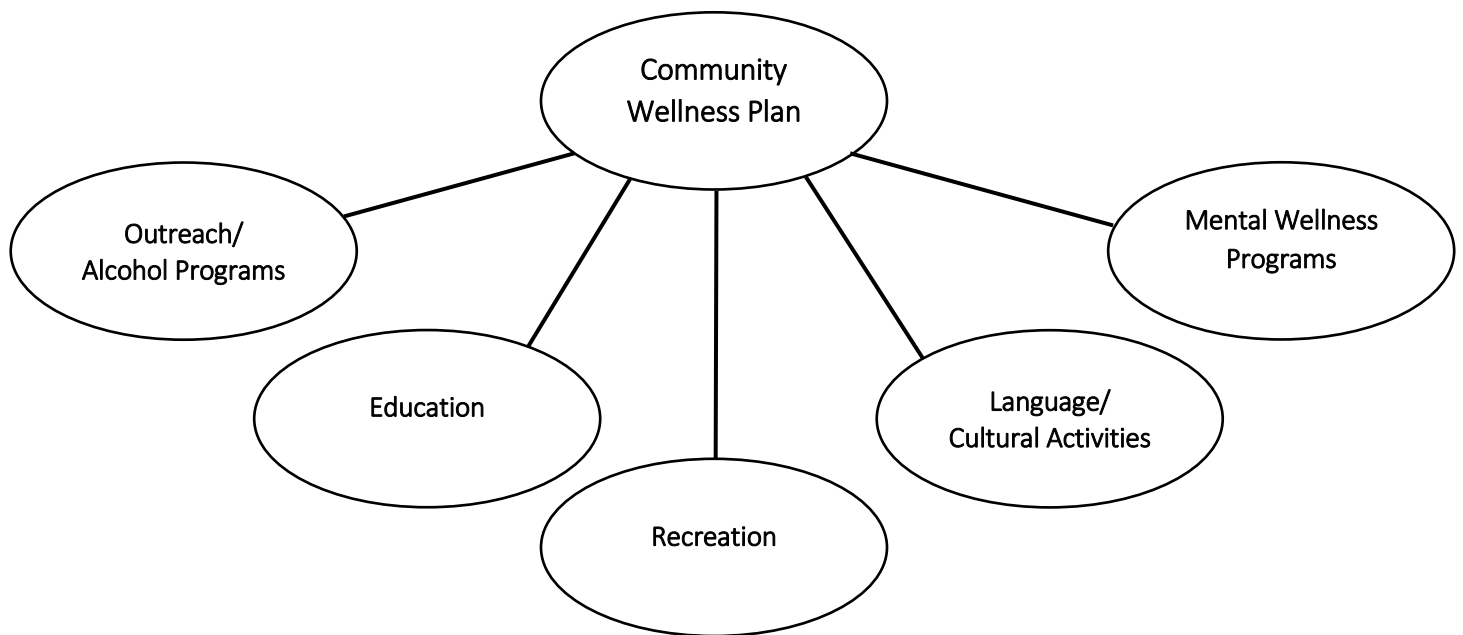 Community
Wellness Plan
Outreach/
Alcohol Programs
Mental Wellness
Programs
Education
Language/
Cultural Activities
Recreation